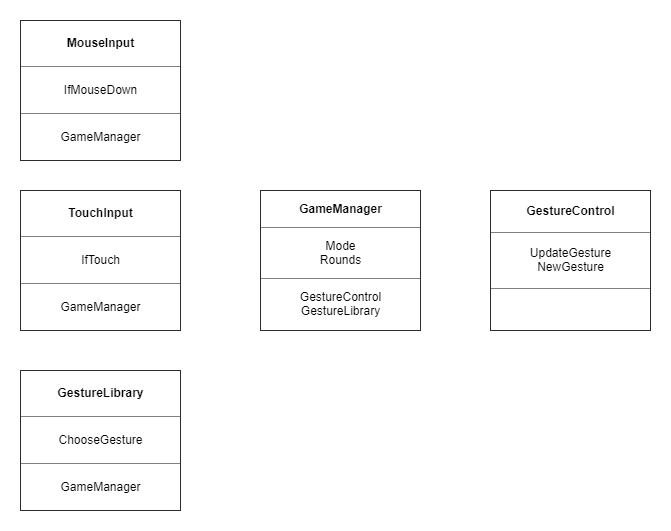 MouseInput
IfMouseDown
GameManager
TouchInput
IfTouch
GameManager
GameManager
Mode
Rounds
GestureControl
GestureLibrary
GestureControl
UpdateGesture
NewGesture
GestureLibrary
ChooseGesture
GameManager